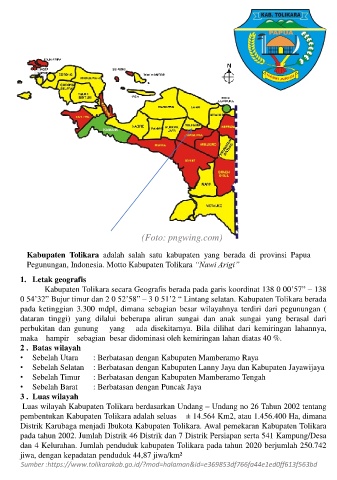 KAB. TOLIKARA
PAPUA
N
(Foto: pngwing.com)
Kabupaten Tolikara adalah salah satu kabupaten yang berada di provinsi Papua
Pegunungan, Indonesia. Motto Kabupaten Tolikara “Nawi Arigi”
1. Letak geografis
Kabupaten Tolikara secara Geografis berada pada garis koordinat 138 0 00’57” – 138
0 54’32” Bujur timur dan 2 0 52’58” – 3 0 51’2 “ Lintang selatan. Kabupaten Tolikara berada
pada ketinggian 3.300 mdpl, dimana sebagian besar wilayahnya terdiri dari pegunungan (
dataran tinggi) yang dilalui beberapa aliran sungai dan anak sungai yang berasal dari
perbukitan dan gunung yang ada disekitarnya. Bila dilihat dari kemiringan lahannya,
maka hampir sebagian besar didominasi oleh kemiringan lahan diatas 40 %.
2 . Batas wilayah
• Sebelah Utara : Berbatasan dengan Kabupaten Mamberamo Raya
• Sebelah Selatan : Berbatasan dengan Kabupaten Lanny Jaya dan Kabupaten Jayawijaya
• Sebelah Timur : Berbatasan dengan Kabupaten Mamberamo Tengah
• Sebelah Barat : Berbatasan dengan Puncak Jaya
3 . Luas wilayah
Luas wilayah Kabupaten Tolikara berdasarkan Undang – Undang no 26 Tahun 2002 tentang
pembentukan Kabupaten Tolikara adalah seluas ± 14.564 Km2, atau 1.456.400 Ha, dimana
Distrik Karubaga menjadi Ibukota Kabupaten Tolikara. Awal pemekaran Kabupaten Tolikara
pada tahun 2002. Jumlah Distrik 46 Distrik dan 7 Distrik Persiapan serta 541 Kampung/Desa
dan 4 Kelurahan. Jumlah penduduk kabupaten Tolikara pada tahun 2020 berjumlah 250.742
jiwa, dengan kepadatan penduduk 44,87 jiwa/km²
Sumber :https://www.tolikarakab.go.id/?mod=halaman&id=e369853df766fa44e1ed0ff613f563bd